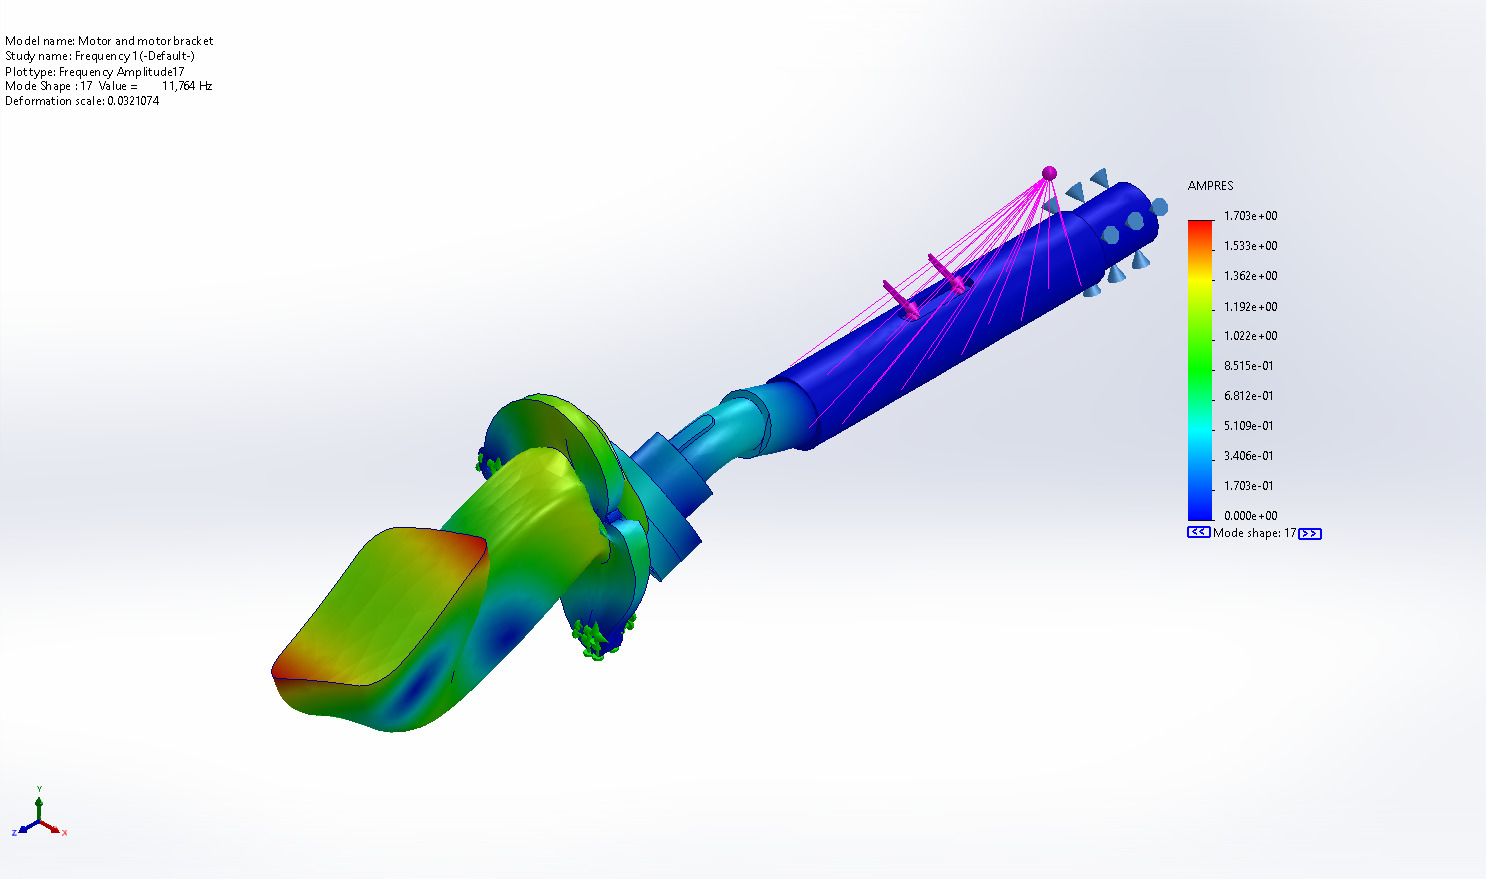 Model name: Motor and motor bracket
Study name: Frequency 1(-Default-)
Plot type: Frequency Amplitude17
Mode Shape : 17 Value = 11,764 Hz
Deformation scale: 0.0321074
AMPRES
1.703e+00
1.533e+00
1.362e+00
1.192e+00
1.022e+00
8.515e-01
6.812e-01
5.109e-01
3.406e-01
1.703e-01
0.000e+00
<< Mode shape: 17 >>
Y
Z X